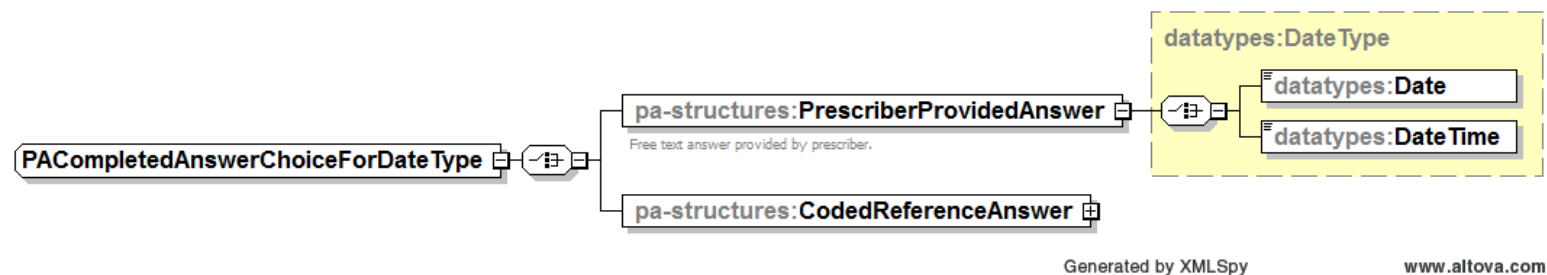 datatypes:DateType
datatypes:Date
pa-structures:PrescriberProvidedAnswer
Free text answer provided by prescriber.
datatypes:DateTime
PACompletedAnswerChoiceForDateType
pa-structures:CodedReferenceAnswer
Generated by XMLSpy www.altova.com